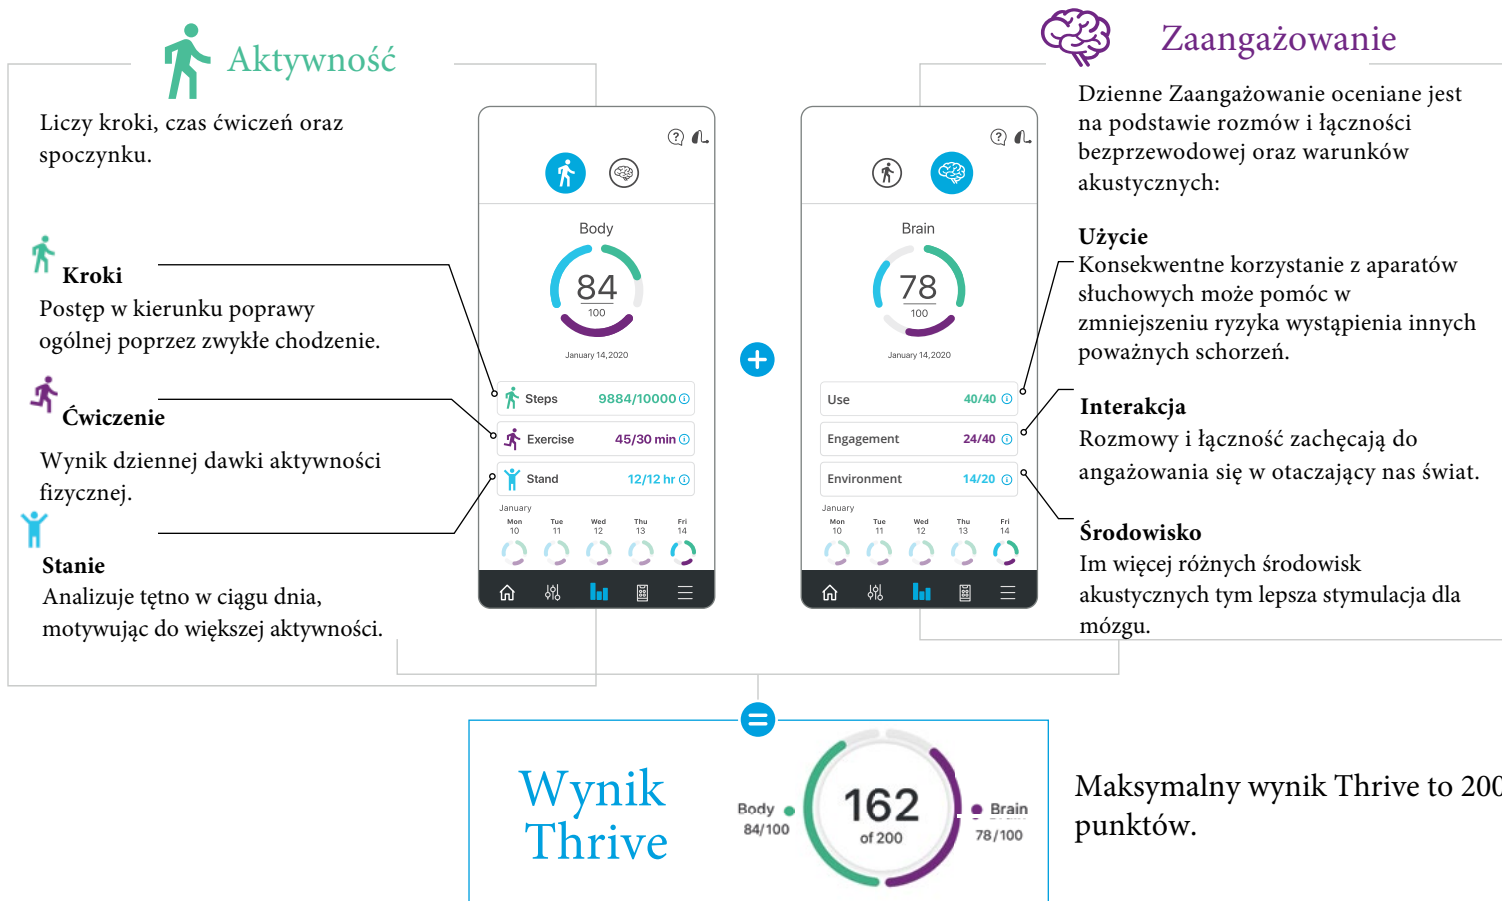 Aktywność
Liczy kroki, czas ćwiczeń oraz
spoczynku.
Kroki
Postęp w kierunku poprawy
ogólnej poprzez zwykłe chodzenie.
Ćwiczenie
Wynik dziennej dawki aktywności
fizycznej.
Stanie
Analizuje tętno w ciągu dnia,
motywując do większej aktywności.
Body
84
100
January 14, 2020
Steps 9884/10000
Exercise 45/30 min
Stand 12/12 hr
January
Mon Tue Wed Thu Fri
10 11 12 13 14
Brain
78
100
January 14, 2020
Use 40/40
Engagement 24/40
Environment 14/20
January
Mon Tue Wed Thu Fri
10 11 12 13 14
Zaangażowanie
Dzienne Zaangażowanie oceniane jest
na podstawie rozmów i łączności
bezprzewodowej oraz warunków
akustycznych:
Użycie
Konsekwentne korzystanie z aparatów
słuchowych może pomóc w
zmniejszeniu ryzyka wystąpienia innych
poważnych schorzeń.
Interakcja
Rozmowy i łączność zachęcają do
angażowania się w otaczający nas świat.
Środowisko
Im więcej różnych środowisk
akustycznych tym lepsza stymulacja dla
mózgu.
Wynik
Thrive
Body
84/100
162
of 200
Brain
78/100
Maksymalny wynik Thrive to 200
punktów.